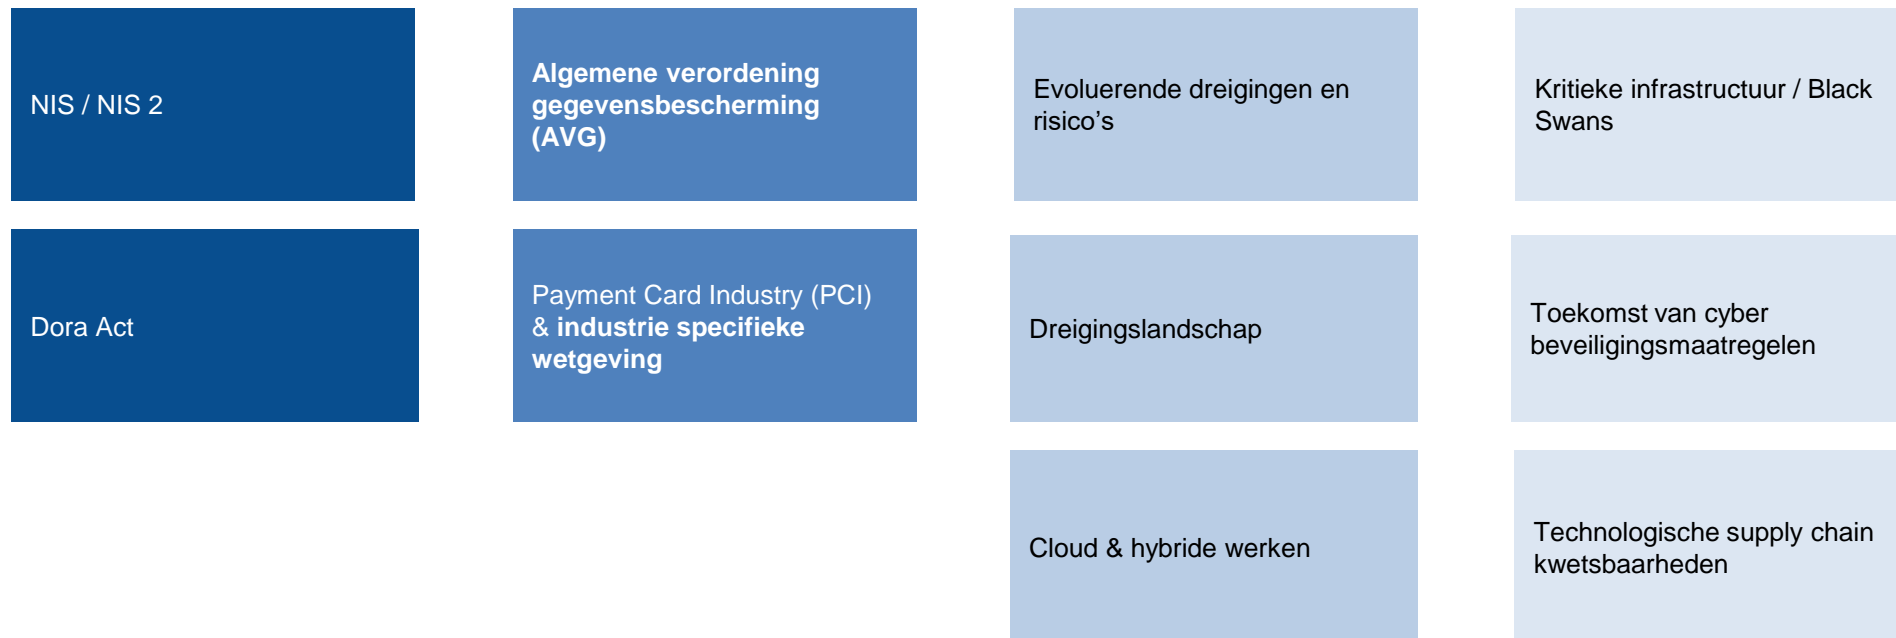 NIS / NIS 2
Algemene verordening
gegevensbescherming
(AVG)
Evoluerende dreigingen en
risico’s
Kritieke infrastructuur / Black
Swans
Dora Act
Payment Card Industry (PCI)
& industrie specifieke
wetgeving
Dreigingslandschap
Toekomst van cyber
beveiligingsmaatregelen
Cloud & hybride werken
Technologische supply chain
kwetsbaarheden